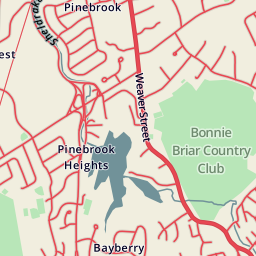 Pinebrook
Sheldrake
est
Weaver Street
Bonnie
Briar Country
Club
Pinebrook
Heights
Bayberry